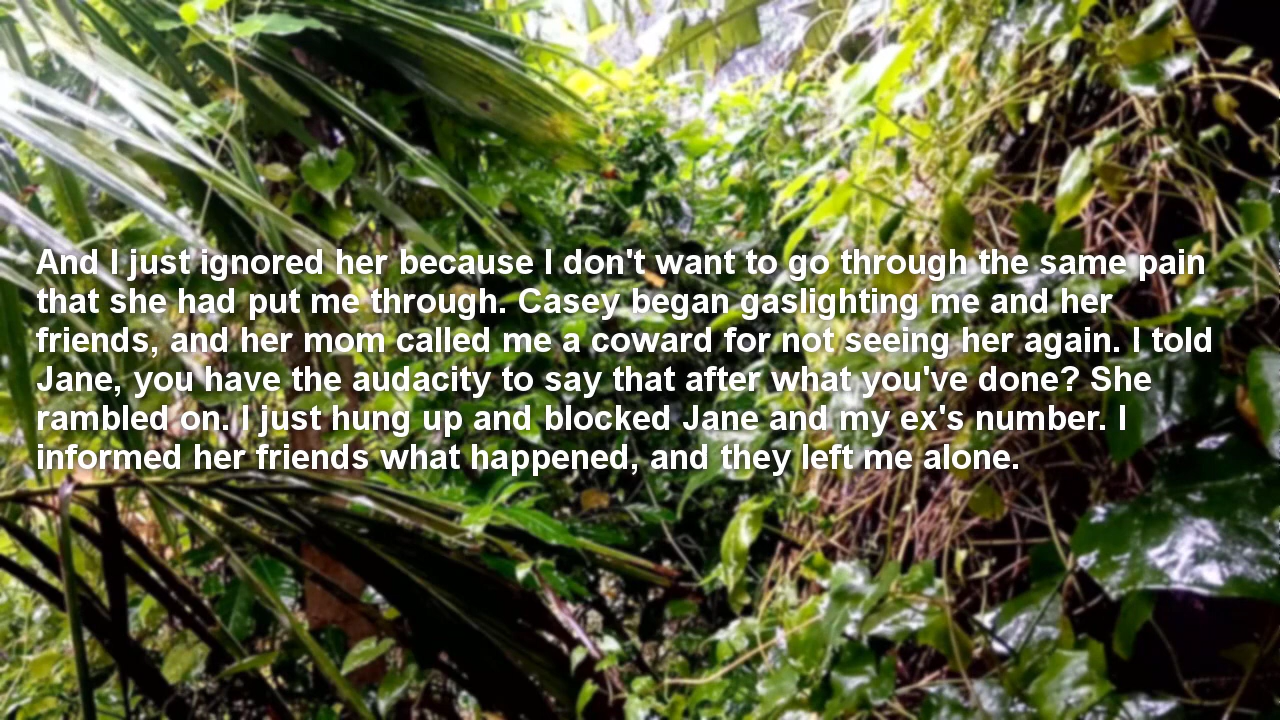 And I just ignored her because I don't want to go through the same pain
that she had put me through. Casey began gaslighting me and her
friends, and her mom called me a coward for not seeing her again. I told
Jane, you have the audacity to say that after what you've done? She
rambled on. I just hung up and blocked Jane and my ex's number. I
informed her friends what happened, and they left me alone.